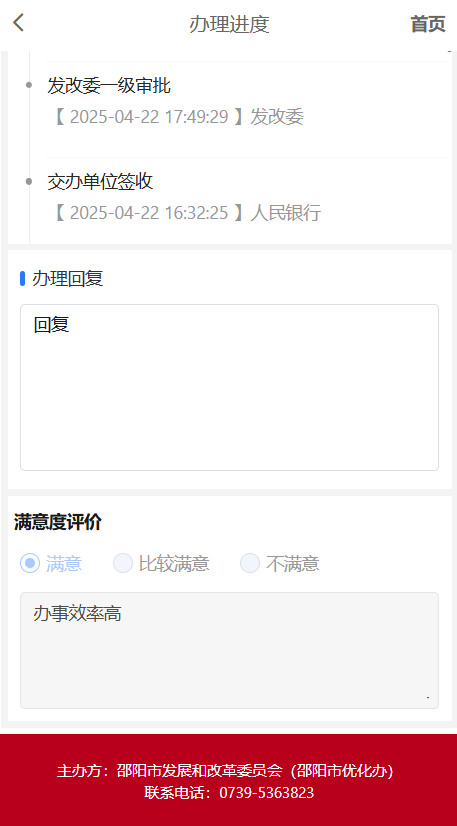 办理进度
首页
发改委一级审批
【 2025-04-22 17:49:29 】发改委
交办单位签收
【 2025-04-22 16:32:25 】人民银行
办理回复
回复
满意度评价
满意 比较满意 不满意
办事效率高
主办方：邵阳市发展和改革委员会（邵阳市优化办）
联系电话：0739-5363823